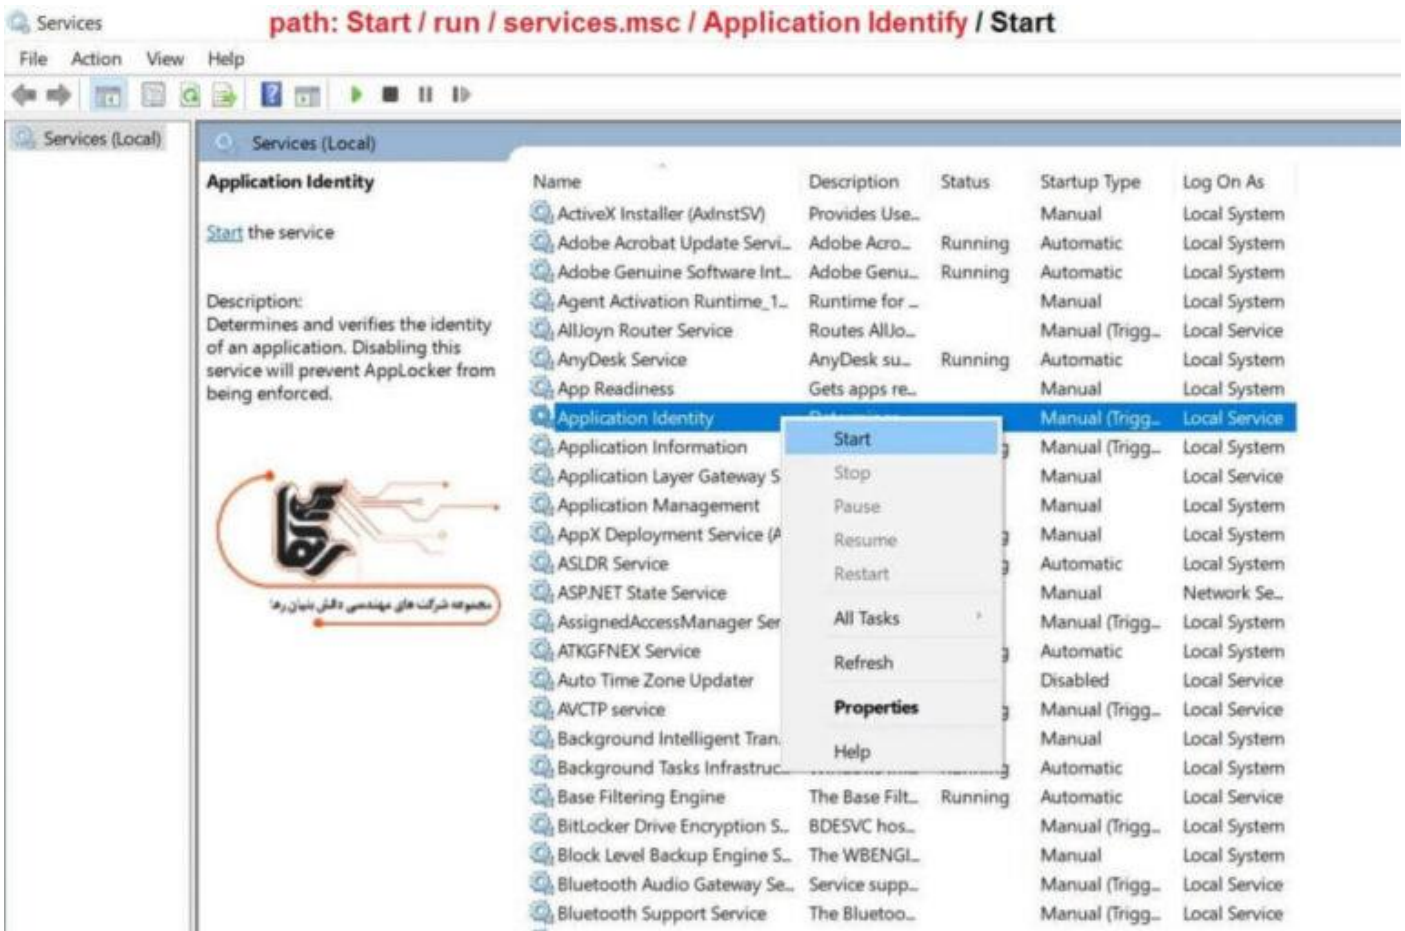 Services
path: Start / run / services.msc / Application Identify / Start
File Action View Help
Services (Local)
Services (Local)
Application Identity
Start the service
Description:
Determines and verifies the identity
of an application. Disabling this
service will prevent AppLocker from
being enforced.
رها
مجموعه شرکت های مهندسی دانش بنیان رها
Name Description Status Startup Type Log On As
ActiveX Installer (AxInstSV) Provides Use... Manual Local System
Adobe Acrobat Update Servi... Adobe Acro... Running Automatic Local System
Adobe Genuine Software Int... Adobe Genu... Running Automatic Local System
Agent Activation Runtime_1... Runtime for ... Manual Local System
AllJoyn Router Service Routes AllJo... Manual (Trigg... Local Service
AnyDesk Service AnyDesk su... Running Automatic Local System
App Readiness Gets apps re... Manual Local System
Application Identity Manual (Trigg... Local Service
Application Information Manual (Trigg... Local System
Application Layer Gateway S Manual Local Service
Application Management Manual Local System
AppX Deployment Service (A Manual Local System
ASLDR Service Automatic Local System
ASP.NET State Service Manual Network Se...
AssignedAccessManager Ser Manual (Trigg... Local System
ATKGFNEX Service Automatic Local System
Auto Time Zone Updater Disabled Local Service
AVCTP service Manual (Trigg... Local Service
Background Intelligent Tran. Manual Local System
Background Tasks Infrastruc... Running Automatic Local System
Base Filtering Engine The Base Filt... Running Automatic Local Service
BitLocker Drive Encryption S... BDESVC hos... Manual (Trigg... Local System
Block Level Backup Engine S... The WBENGI... Manual Local System
Bluetooth Audio Gateway Se... Service supp... Manual (Trigg... Local Service
Bluetooth Support Service The Bluetoo... Manual (Trigg... Local Service
Start
Stop
Pause
Resume
Restart
All Tasks
Refresh
Properties
Help